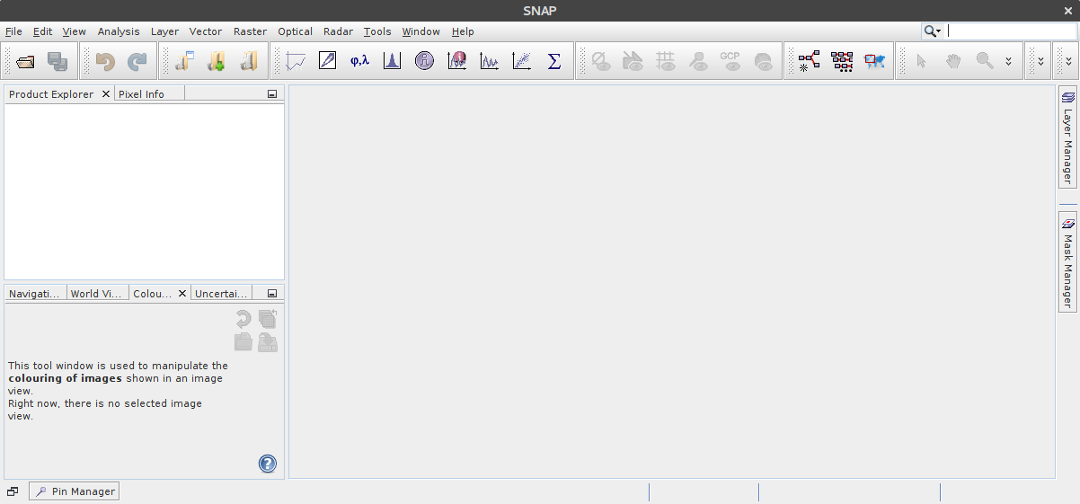 SNAP
File Edit View Analysis Layer Vector Raster Optical Radar Tools Window Help
φ,λ Σ GCP
Product Explorer Pixel Info
Layer Manager
Mask Manager
Navigati... World Vi... Colou... Uncertai...
This tool window is used to manipulate the
colouring of images shown in an image
view.
Right now, there is no selected image
view.
?
Pin Manager